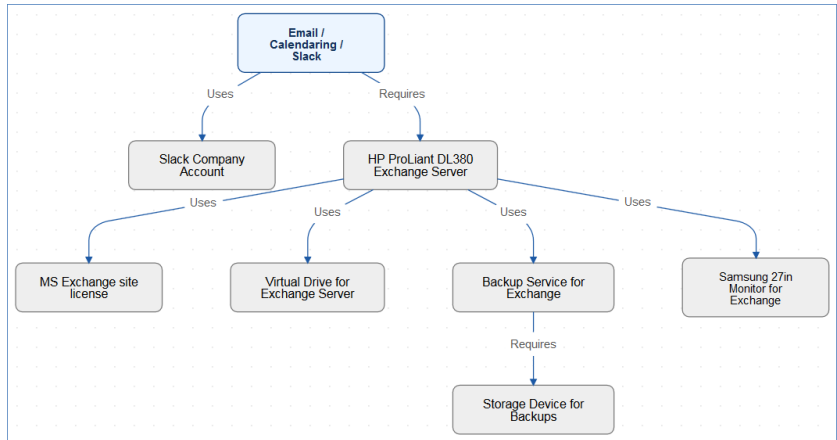 Email /
Calendaring /
Slack
Uses
Requires
Slack Company
Account
HP ProLiant DL380
Exchange Server
Uses
Uses
Uses
Uses
MS Exchange site
license
Virtual Drive for
Exchange Server
Backup Service for
Exchange
Samsung 27in
Monitor for
Exchange
Requires
Storage Device for
Backups